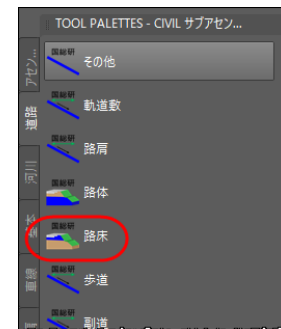 TOOL PALETTES - CIVIL サブアセン...
アセン...
道路
河川
直線
国総研
その他
国総研
軌道敷
国総研
路肩
国総研
路体
国総研
路床
国総研
歩道
国総研
副道